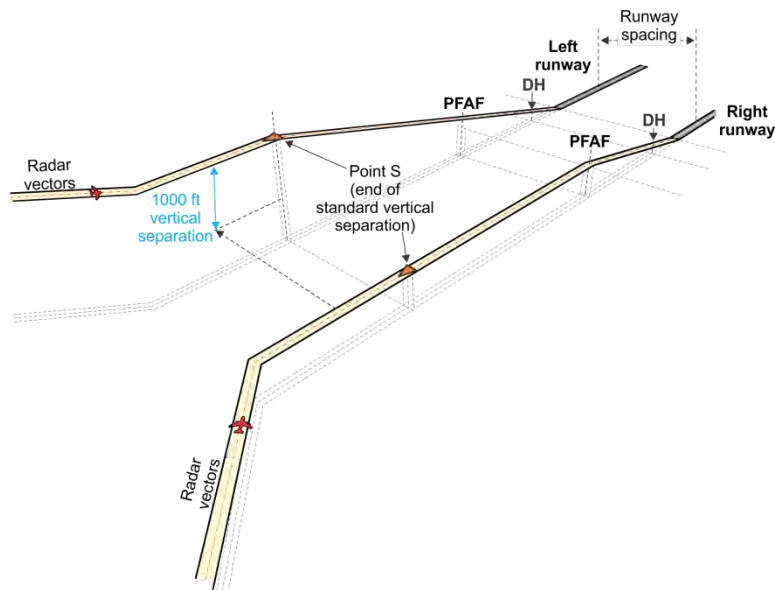 Runway
spacing
Left
runway
DH
PFAF
Right
runway
DH
PFAF
Radar
vectors
Point S
(end of
standard vertical
separation)
1000 ft
vertical
separation
Radar
vectors